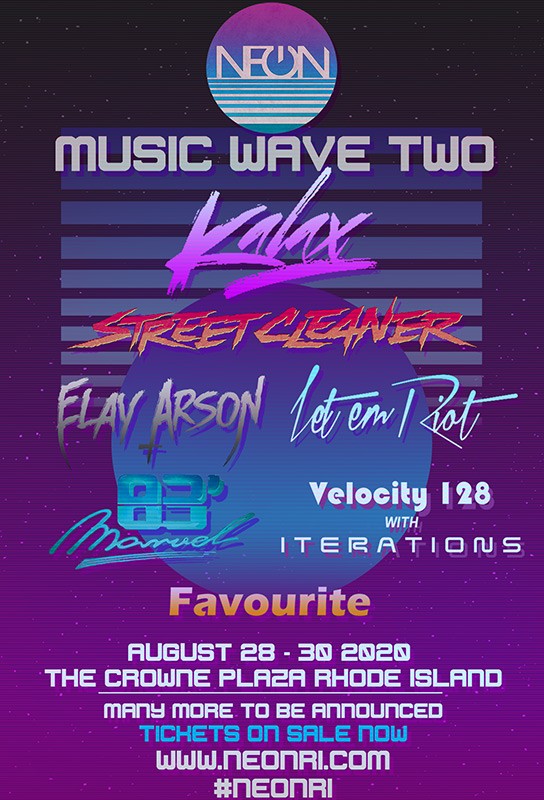 NEON
MUSIC WAVE TWO
Kalax
STREET CLEANER
ELAV ARSON
Let em Riot
83'
Marvel
Velocity 128
WITH
ITERATIONS
Favourite
AUGUST 28 - 30 2020
THE CROWNE PLAZA RHODE ISLAND
MANY MORE TO BE ANNOUNCED
TICKETS ON SALE NOW
WWW.NEONRI.COM
#NEONRI